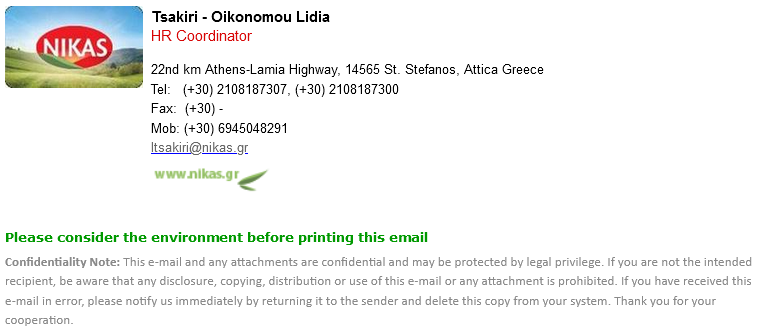 NIKAS
Tsakiri - Oikonomou Lidia
HR Coordinator
22nd km Athens-Lamia Highway, 14565 St. Stefanos, Attica Greece
Tel: (+30) 2108187307, (+30) 2108187300
Fax: (+30) -
Mob: (+30) 6945048291
ltsakiri@nikas.gr
www.nikas.gr
Please consider the environment before printing this email
Confidentiality Note: This e-mail and any attachments are confidential and may be protected by legal privilege. If you are not the intended
recipient, be aware that any disclosure, copying, distribution or use of this e-mail or any attachment is prohibited. If you have received this
e-mail in error, please notify us immediately by returning it to the sender and delete this copy from your system. Thank you for your
cooperation.